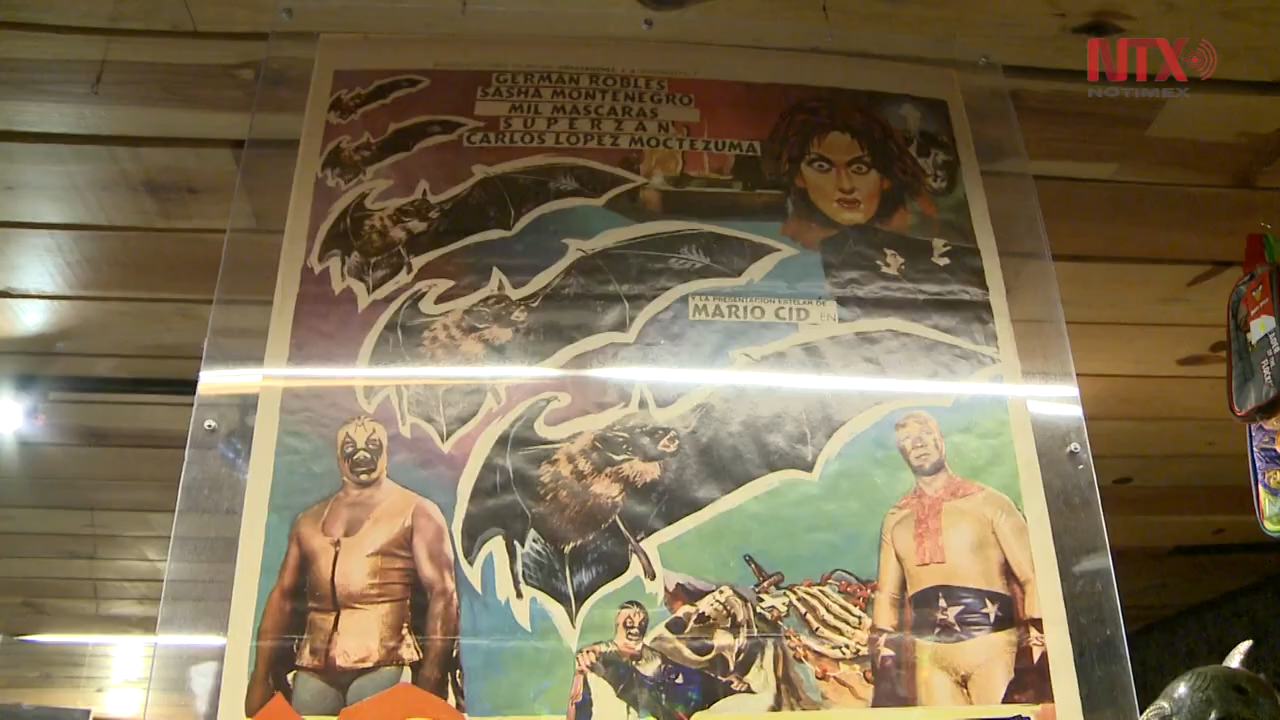 NTX
NOTIMEX
GERMAN ROBLES
SASHA MONTENEGRO
MIL MASCARAS
SUPERZAN
CARLOS LOPEZ MOCTEZUMA
Y LA PRESENTACION ESTELAR DE
MARIO CID EN